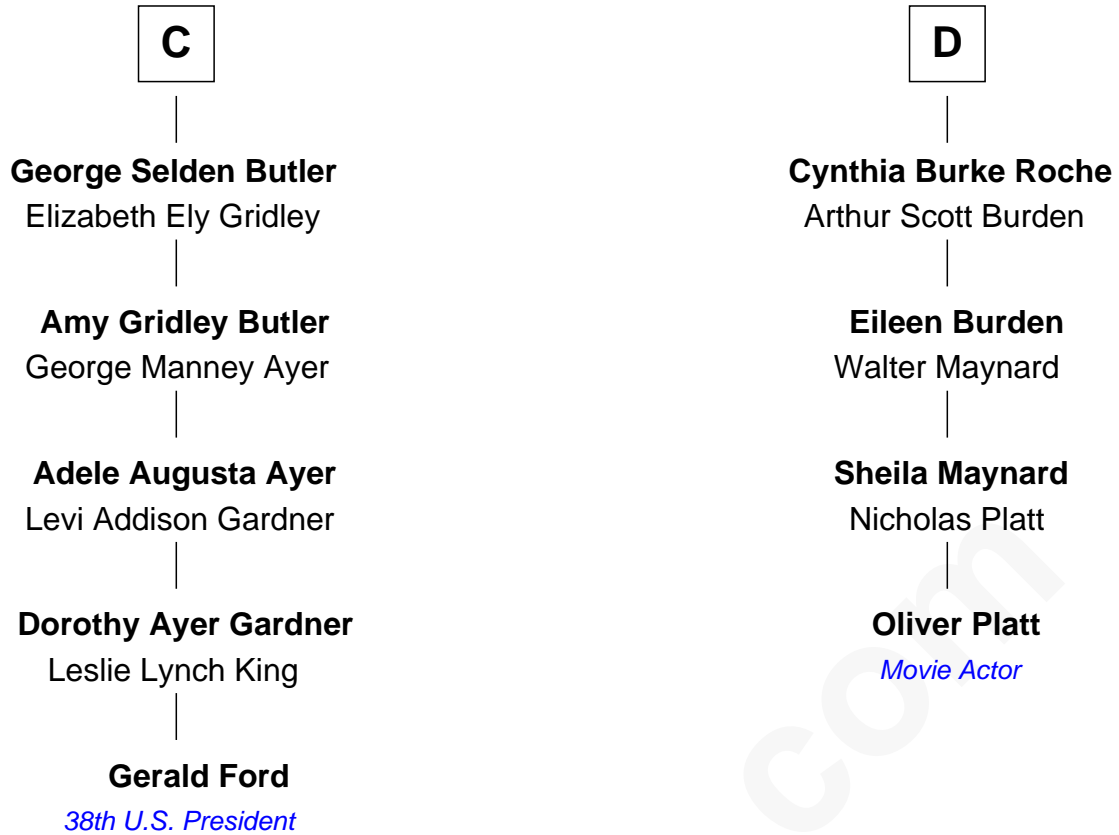 C
George Selden Butler
Elizabeth Ely Gridley
Amy Gridley Butler
George Manney Ayer
Adele Augusta Ayer
Levi Addison Gardner
Dorothy Ayer Gardner
Leslie Lynch King
Gerald Ford
38th U.S. President
D
Cynthia Burke Roche
Arthur Scott Burden
Eileen Burden
Walter Maynard
Sheila Maynard
Nicholas Platt
Oliver Platt
Movie Actor
com